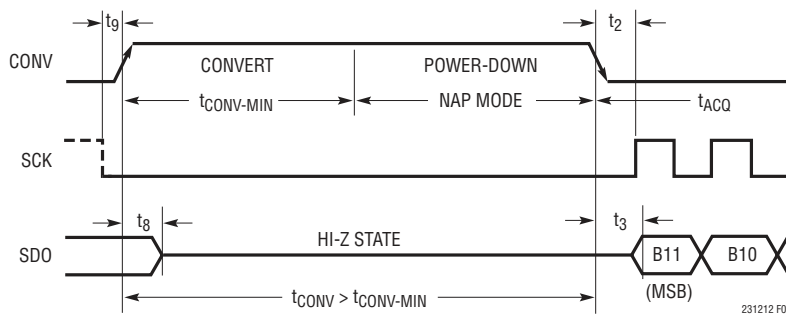 t9
t2
CONV
CONVERT
POWER-DOWN
tCONV-MIN
NAP MODE
tACQ
SCK
t8
HI-Z STATE
t3
SDO
B11
B10
tCONV > tCONV-MIN
(MSB)
231212 F0